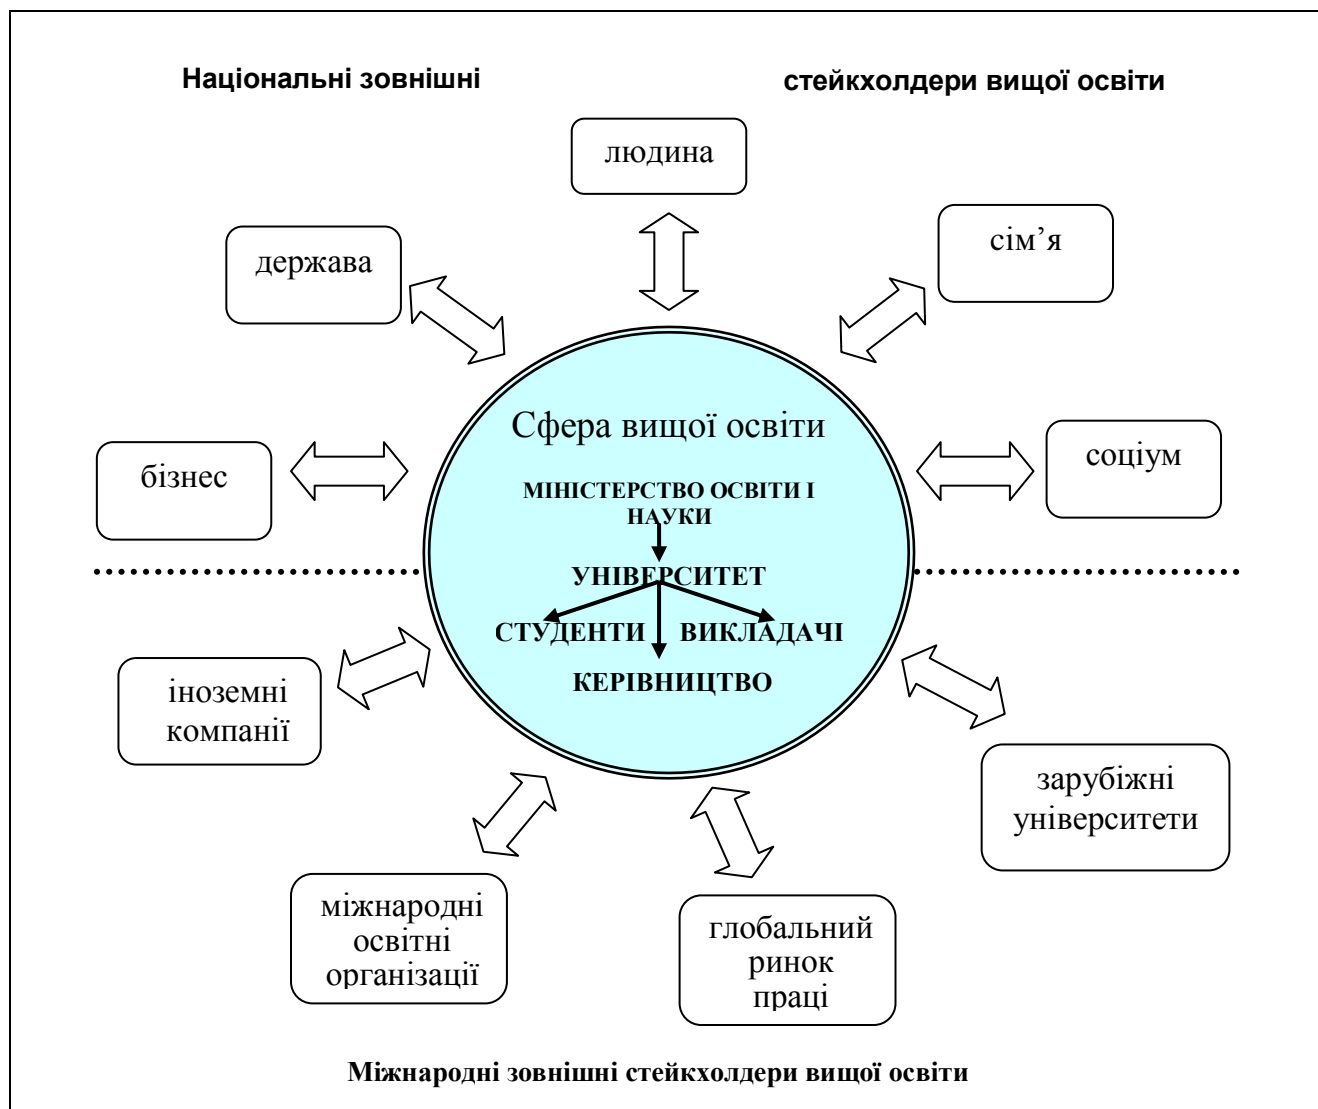 Національні зовнішні стейкхолдери вищої освіти
людина
держава
сім’я
бізнес
соціум
Сфера вищої освіти
МІНІСТЕРСТВО ОСВІТИ І
НАУКИ
УНІВЕРСИТЕТ
СТУДЕНТИ ВИКЛАДАЧІ
КЕРІВНИЦТВО
іноземні
компанії
зарубіжні
університети
міжнародні
освітні
організації
глобальний
ринок
праці
Міжнародні зовнішні стейкхолдери вищої освіти